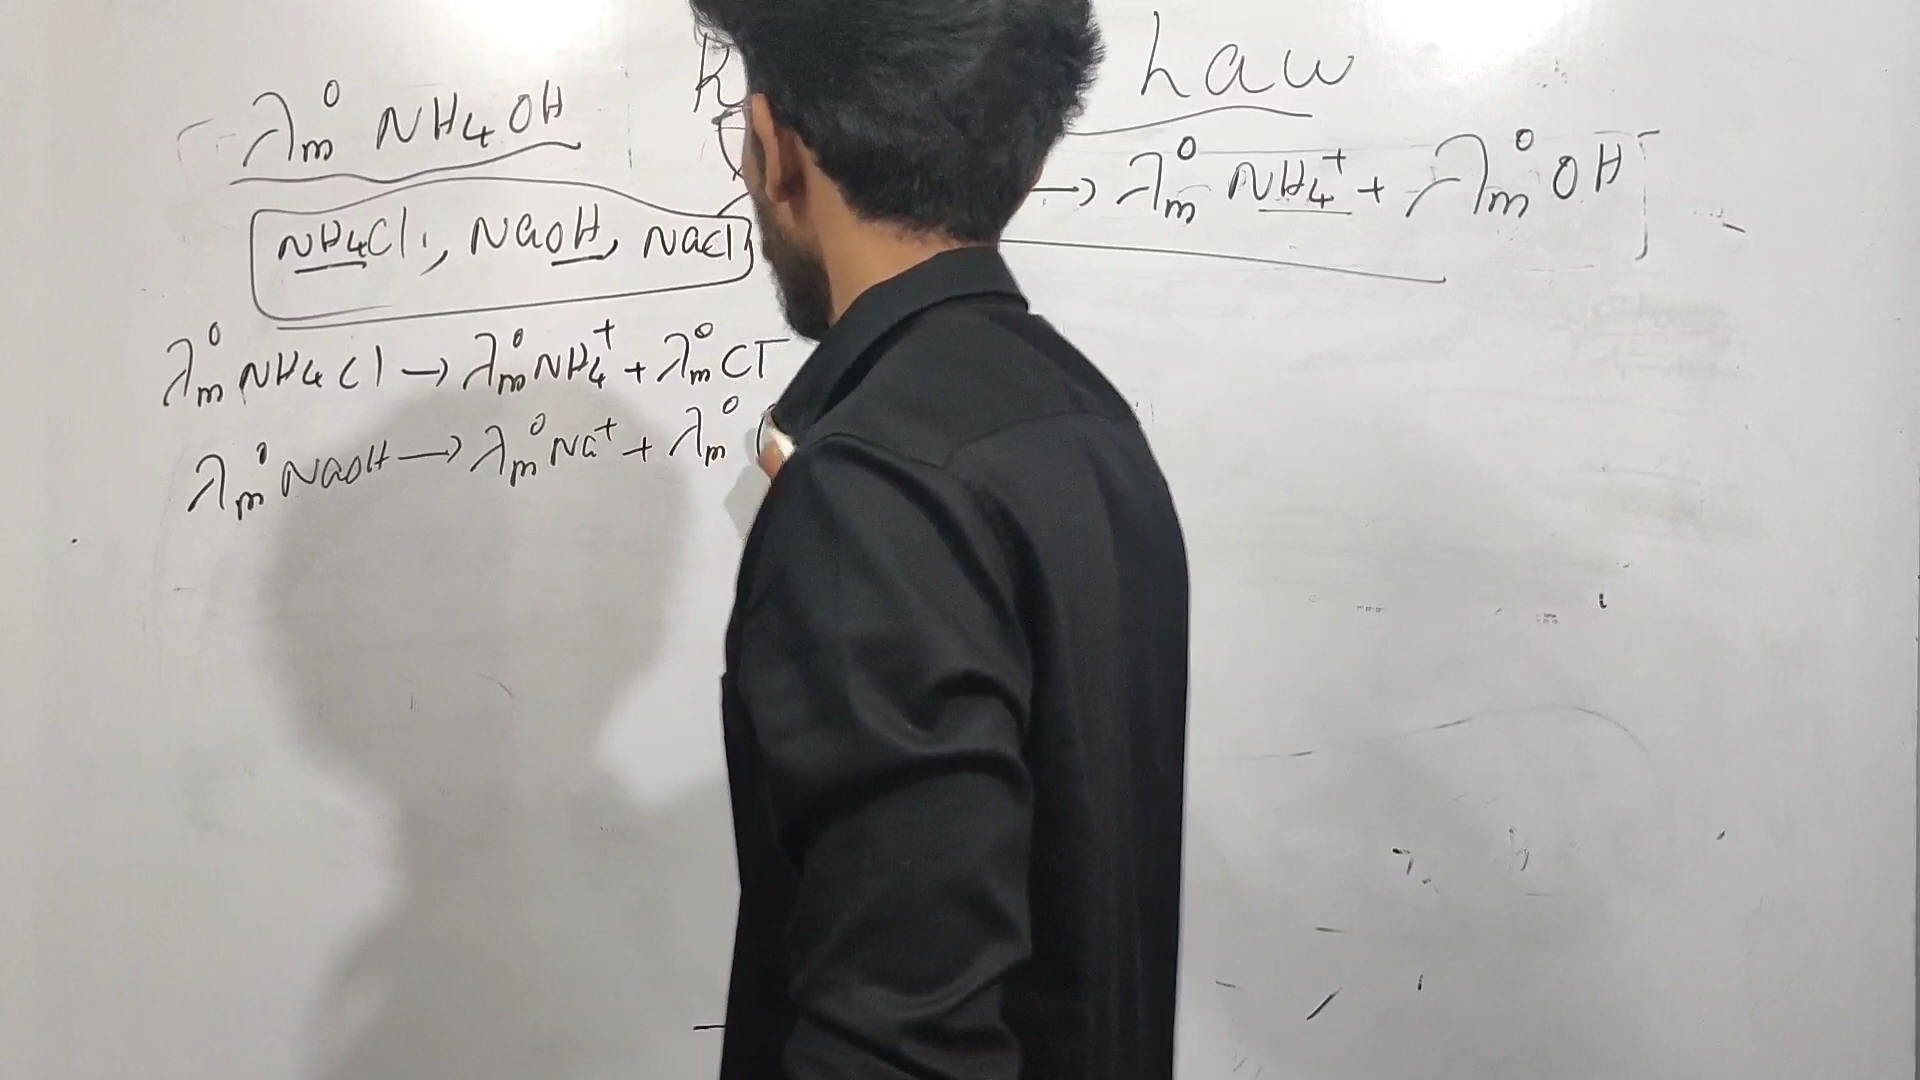 Law
λ°m NH4OH
→ λ°m NH4⁺ + λ°m OH
NH4Cl, NaOH, NaCl
λ°m NH4Cl → λ°m NH4⁺ + λ°m Cl⁻
λ°m NaOH → λ°m Na⁺ + λ°m